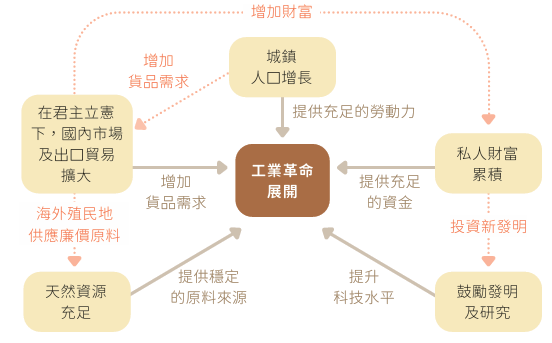 增加財富
城鎮
人口增長
增加
貨品需求
在君主立憲
下，國內市場
及出口貿易
擴大
提供充足的勞動力
工業革命
展開
私人財富
累積
增加
貨品需求
提供充足
的資金
海外殖民地
供應廉價原料
投資新發明
天然資源
充足
提供穩定
的原料來源
提升
科技水平
鼓勵發明
及研究